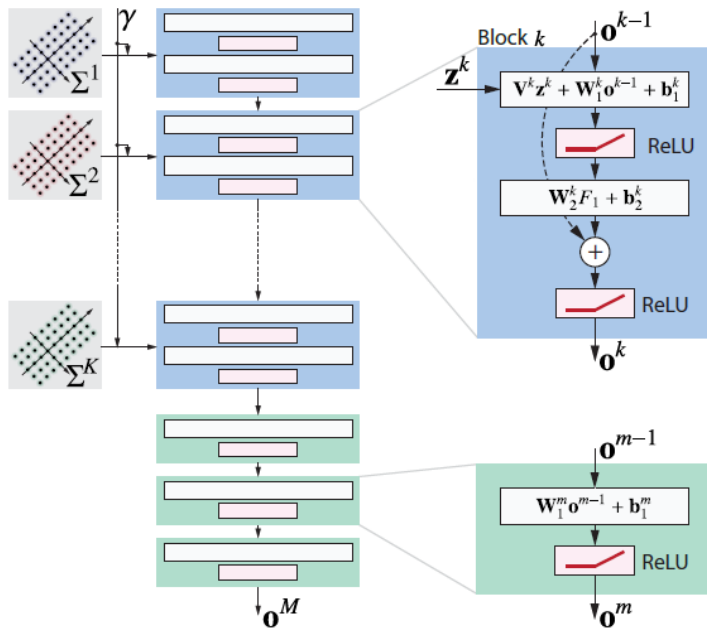 γ
Σ¹
Σ²
Σᴷ
oᴹ
Block k
oᵏ⁻¹
zᵏ
Vᵏzᵏ + W₁ᵏoᵏ⁻¹ + b₁ᵏ
ReLU
W₂ᵏF₁ + b₂ᵏ
+
ReLU
oᵏ
oᵐ⁻¹
W₁ᵐoᵐ⁻¹ + b₁ᵐ
ReLU
oᵐ